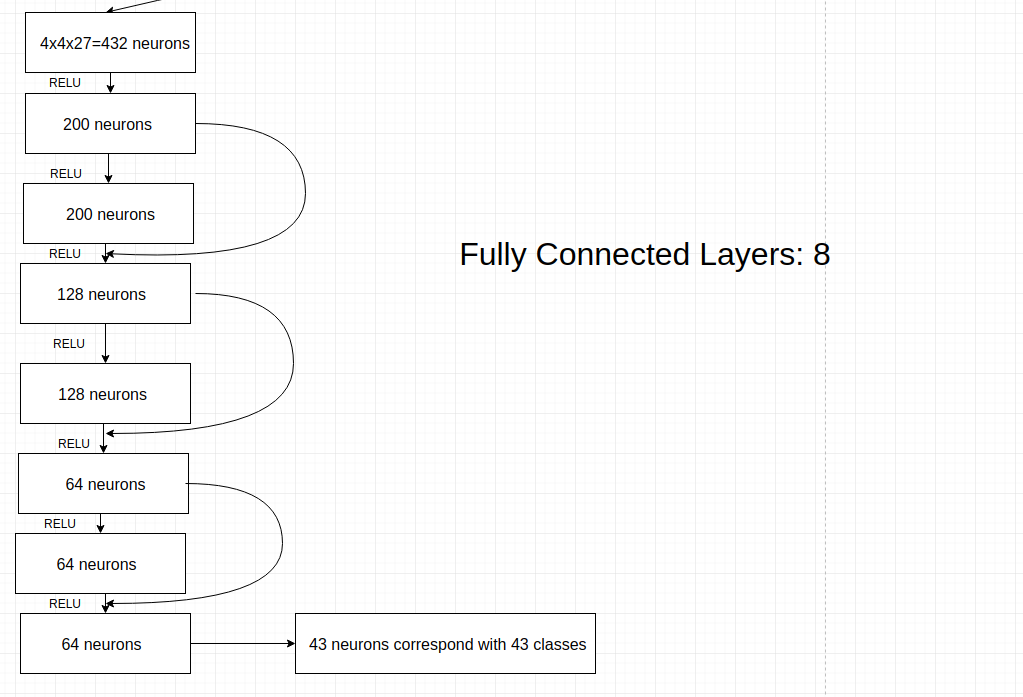 4x4x27=432 neurons
RELU
200 neurons
RELU
200 neurons
RELU
Fully Connected Layers: 8
128 neurons
RELU
128 neurons
RELU
64 neurons
RELU
64 neurons
RELU
64 neurons
43 neurons correspond with 43 classes